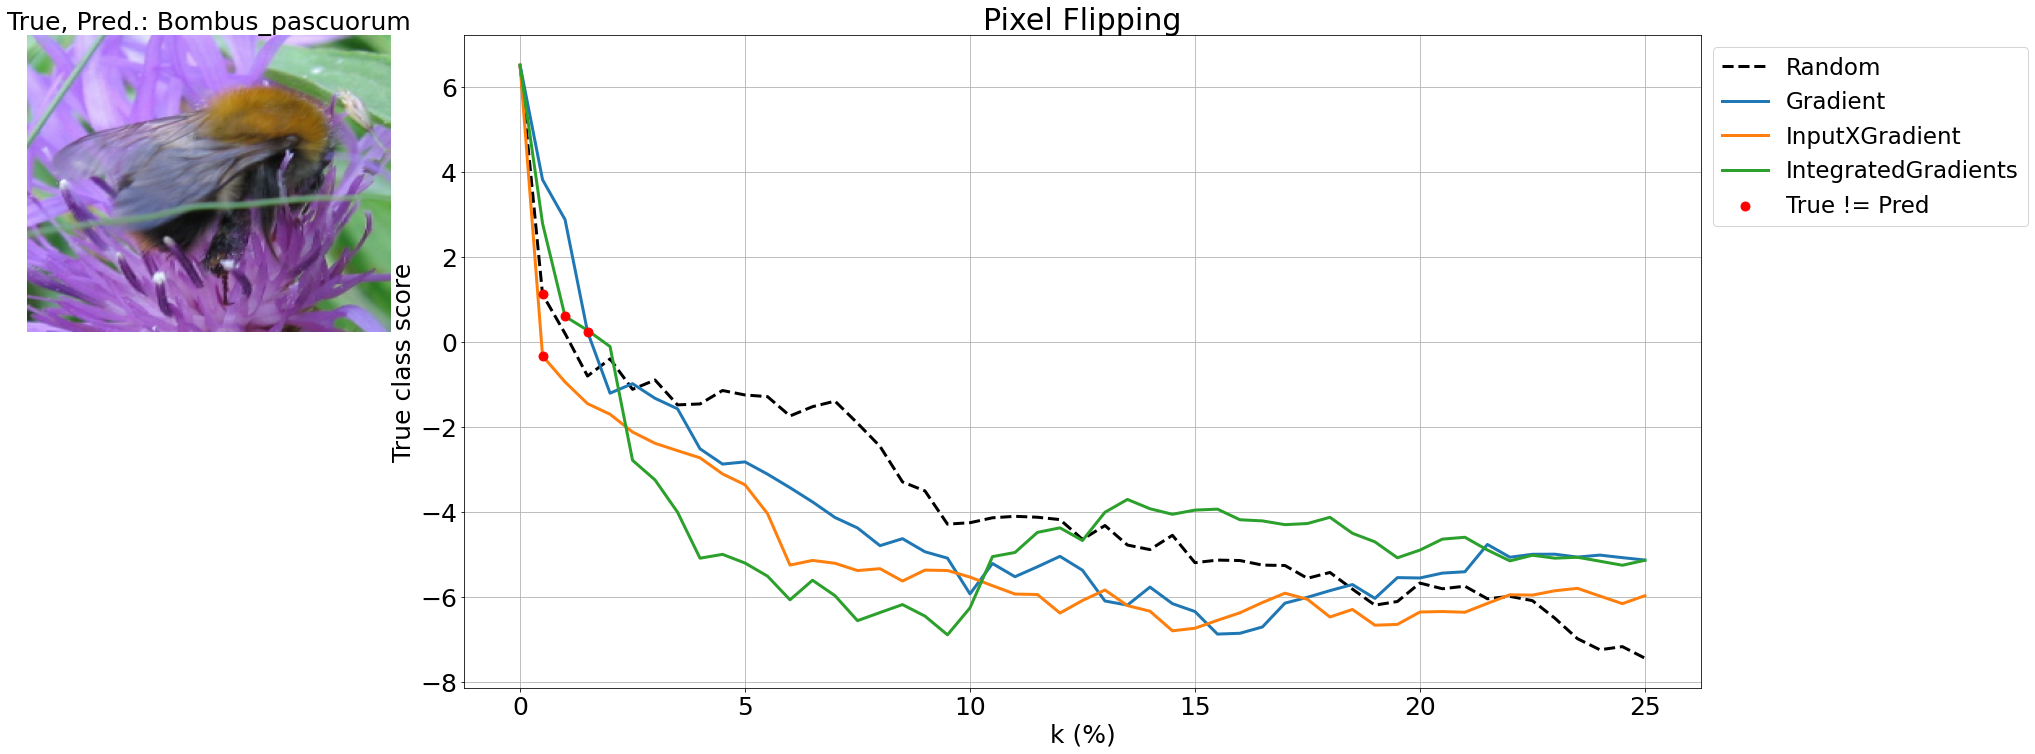 True, Pred.: Bombus_pascuorum
Pixel Flipping
True class score
6
4
2
0
−2
−4
−6
−8
0 5 10 15 20 25
k (%)
Random
Gradient
InputXGradient
IntegratedGradients
True != Pred